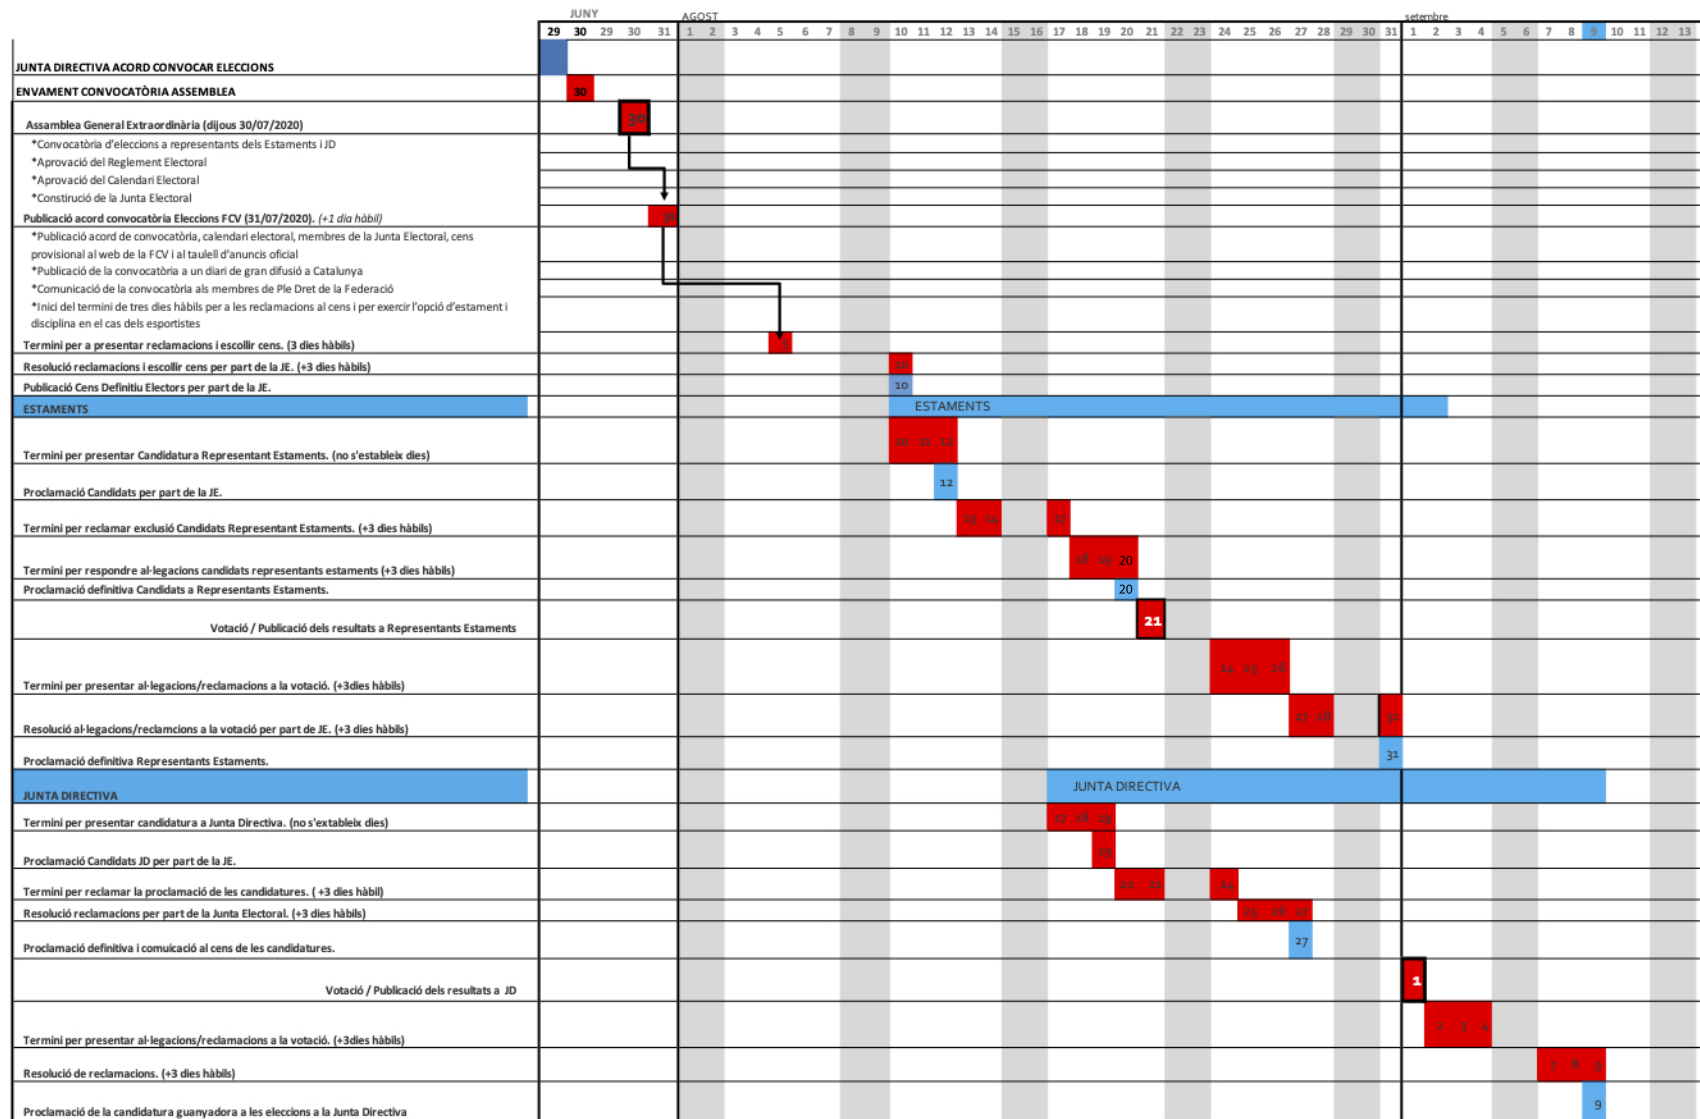 JUNY AGOST setembre
29 30 29 30 31 1 2 3 4 5 6 7 8 9 10 11 12 13 14 15 16 17 18 19 20 21 22 23 24 25 26 27 28 29 30 31 1 2 3 4 5 6 7 8 9 10 11 12 13
JUNTA DIRECTIVA ACORD CONVOCAR ELECCIONS
ENVAMENT CONVOCATÒRIA ASSEMBLEA 30
Assamblea General Extraordinària (dijous 30/07/2020) 30
*Convocatòria d'eleccions a representants dels Estaments i JD
*Aprovació del Reglement Electoral
*Aprovació del Calendari Electoral
*Constirució de la Junta Electoral
Publicació acord convocatòria Eleccions FCV (31/07/2020). (+1 dia hàbil) 31
*Publicació acord de convocatòria, calendari electoral, membres de la Junta Electoral, cens
provisional al web de la FCV i al taulell d'anuncis oficial
*Publicació de la convocatòria a un diari de gran difusió a Catalunya
*Comunicació de la convocatòria als membres de Ple Dret de la Federació
*Inici del termini de tres dies hàbils per a les reclamacions al cens i per exercir l'opció d'estament i
disciplina en el cas dels esportistes
Termini per a presentar reclamacions i escollir cens. (3 dies hàbils) 5
Resolució reclamacions i escollir cens per part de la JE. (+3 dies hàbils) 10
Publicació Cens Definitiu Electors per part de la JE. 10
ESTAMENTS ESTAMENTS
Termini per presentar Candidatura Representant Estaments. (no s'estableix dies) 10 11 12
Proclamació Candidats per part de la JE. 12
Termini per reclamar exclusió Candidats Representant Estaments. (+3 dies hàbils) 13 14 17
Termini per respondre al·legacions candidats representants estaments (+3 dies hàbils) 18 19 20
Proclamació definitiva Candidats a Representants Estaments. 20
Votació / Publicació dels resultats a Representants Estaments 21
Termini per presentar al·legacions/reclamacions a la votació. (+3dies hàbils) 24 25 26
Resolució al·legacions/reclamcions a la votació per part de JE. (+3 dies hàbils) 27 28 31
Proclamació definitiva Representants Estaments. 31
JUNTA DIRECTIVA JUNTA DIRECTIVA
Termini per presentar candidatura a Junta Directiva. (no s'extableix dies) 17 18 19
Proclamació Candidats JD per part de la JE. 19
Termini per reclamar la proclamació de les candidatures. ( +3 dies hàbil) 20 21 24
Resolució reclamacions per part de la Junta Electoral. (+3 dies hàbils) 25 26 27
Proclamació definitiva i comuicació al cens de les candidatures. 27
Votació / Publicació dels resultats a JD 1
Termini per presentar al·legacions/reclamacions a la votació. (+3dies hàbils) 2 3 4
Resolució de reclamacions. (+3 dies hàbils) 7 8 9
Proclamació de la candidatura guanyadora a les eleccions a la Junta Directiva 9